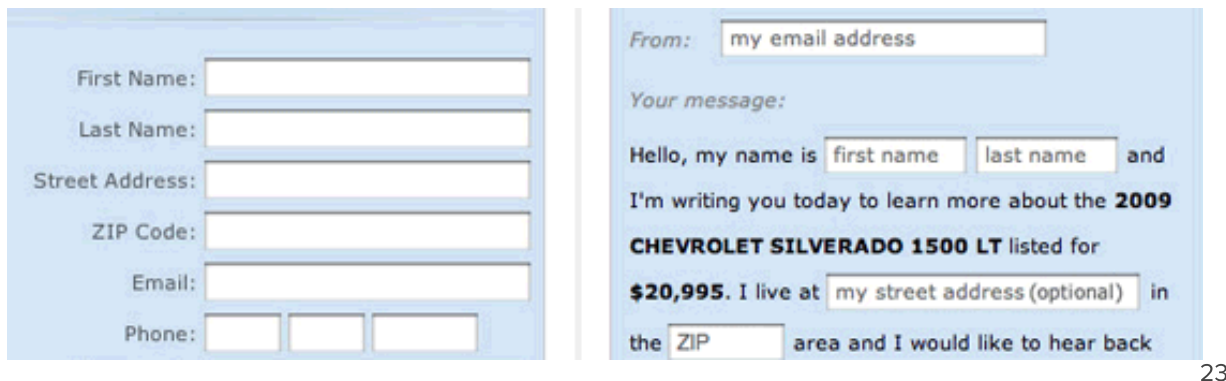 First Name:
Last Name:
Street Address:
ZIP Code:
Email:
Phone:
From: my email address
Your message:
Hello, my name is first name last name and
I'm writing you today to learn more about the 2009
CHEVROLET SILVERADO 1500 LT listed for
$20,995. I live at my street address (optional) in
the ZIP area and I would like to hear back
23